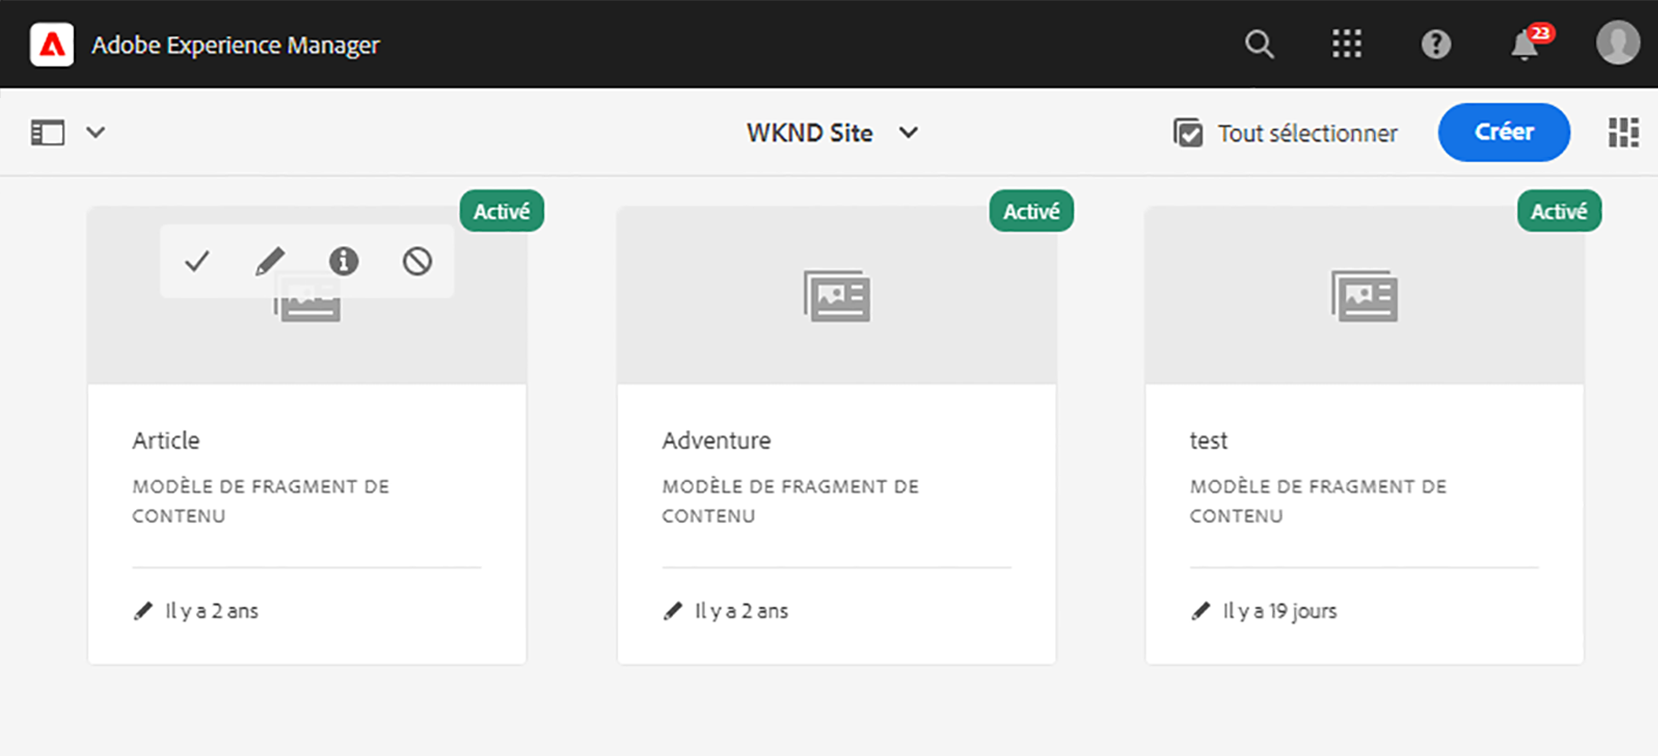 Adobe Experience Manager
23
WKND Site
Tout sélectionner
Créer
Activé
Activé
Activé
Article
MODÈLE DE FRAGMENT DE
CONTENU
Il y a 2 ans
Adventure
MODÈLE DE FRAGMENT DE
CONTENU
Il y a 2 ans
test
MODÈLE DE FRAGMENT DE
CONTENU
Il y a 19 jours